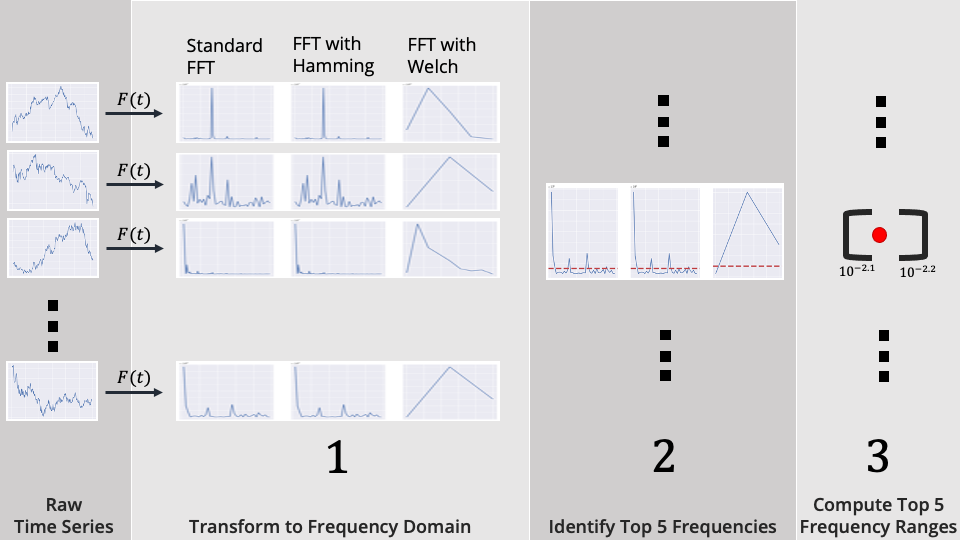 Standard
FFT
FFT with
Hamming
FFT with
Welch
F(t)
F(t)
F(t)
F(t)
10^{-2.1}
10^{-2.2}
1
2
3
Raw
Time Series
Transform to Frequency Domain
Identify Top 5 Frequencies
Compute Top 5
Frequency Ranges